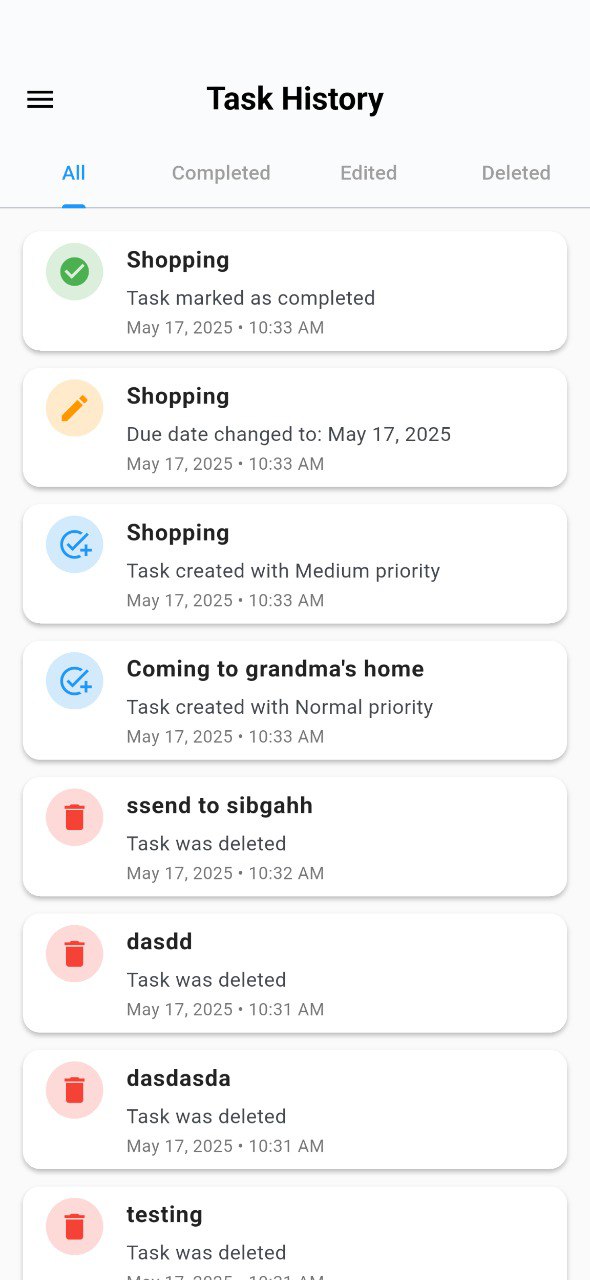 Task History
All Completed Edited Deleted
Shopping
Task marked as completed
May 17, 2025 • 10:33 AM
Shopping
Due date changed to: May 17, 2025
May 17, 2025 • 10:33 AM
Shopping
Task created with Medium priority
May 17, 2025 • 10:33 AM
Coming to grandma's home
Task created with Normal priority
May 17, 2025 • 10:33 AM
ssend to sibgahh
Task was deleted
May 17, 2025 • 10:32 AM
dasdd
Task was deleted
May 17, 2025 • 10:31 AM
dasdasda
Task was deleted
May 17, 2025 • 10:31 AM
testing
Task was deleted